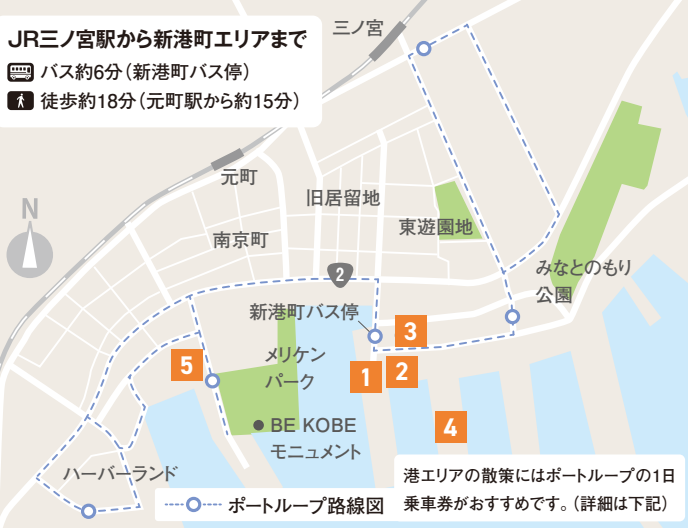 JR三ノ宮駅から新港町エリアまで
バス約6分（新港町バス停）
徒歩約18分（元町駅から約15分）
三ノ宮
元町
旧居留地
N
南京町
東遊園地
2
みなとのもり
公園
新港町バス停
3
メリケン
パーク
5
1
2
BE KOBE
モニュメント
4
ハーバーランド
ポートループ路線図
港エリアの散策にはポートループの1日
乗車券がおすすめです。（詳細は下記）